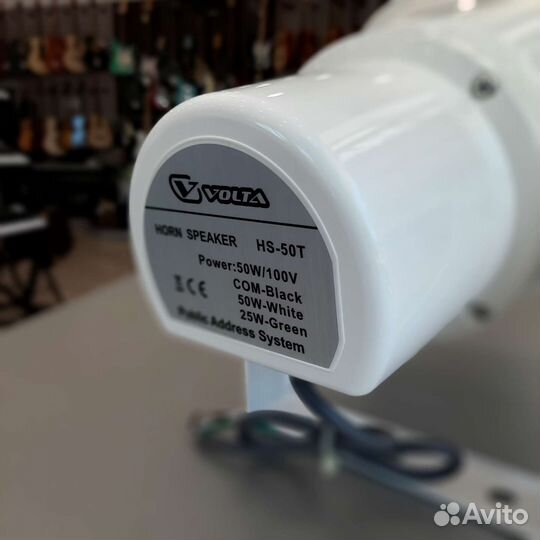 VOLTA
HORN SPEAKER HS-50T
Power:50W/100V
COM-Black
CE 50W-White
25W-Green
Public Address System
Avito